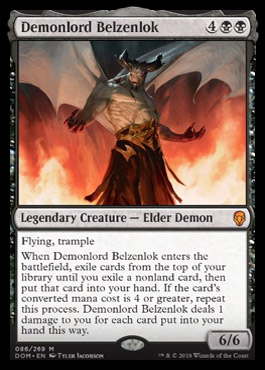 Demonlord Belzenlok 4
Legendary Creature — Elder Demon
Flying, trample
When Demonlord Belzenlok enters the
battlefield, exile cards from the top of your
library until you exile a nonland card, then
put that card into your hand. If the card's
converted mana cost is 4 or greater, repeat
this process. Demonlord Belzenlok deals 1
damage to you for each card put into your
hand this way.
6/6
086/269 M
DOM • EN TYLER JACOBSON
™ & © 2018 Wizards of the Coast